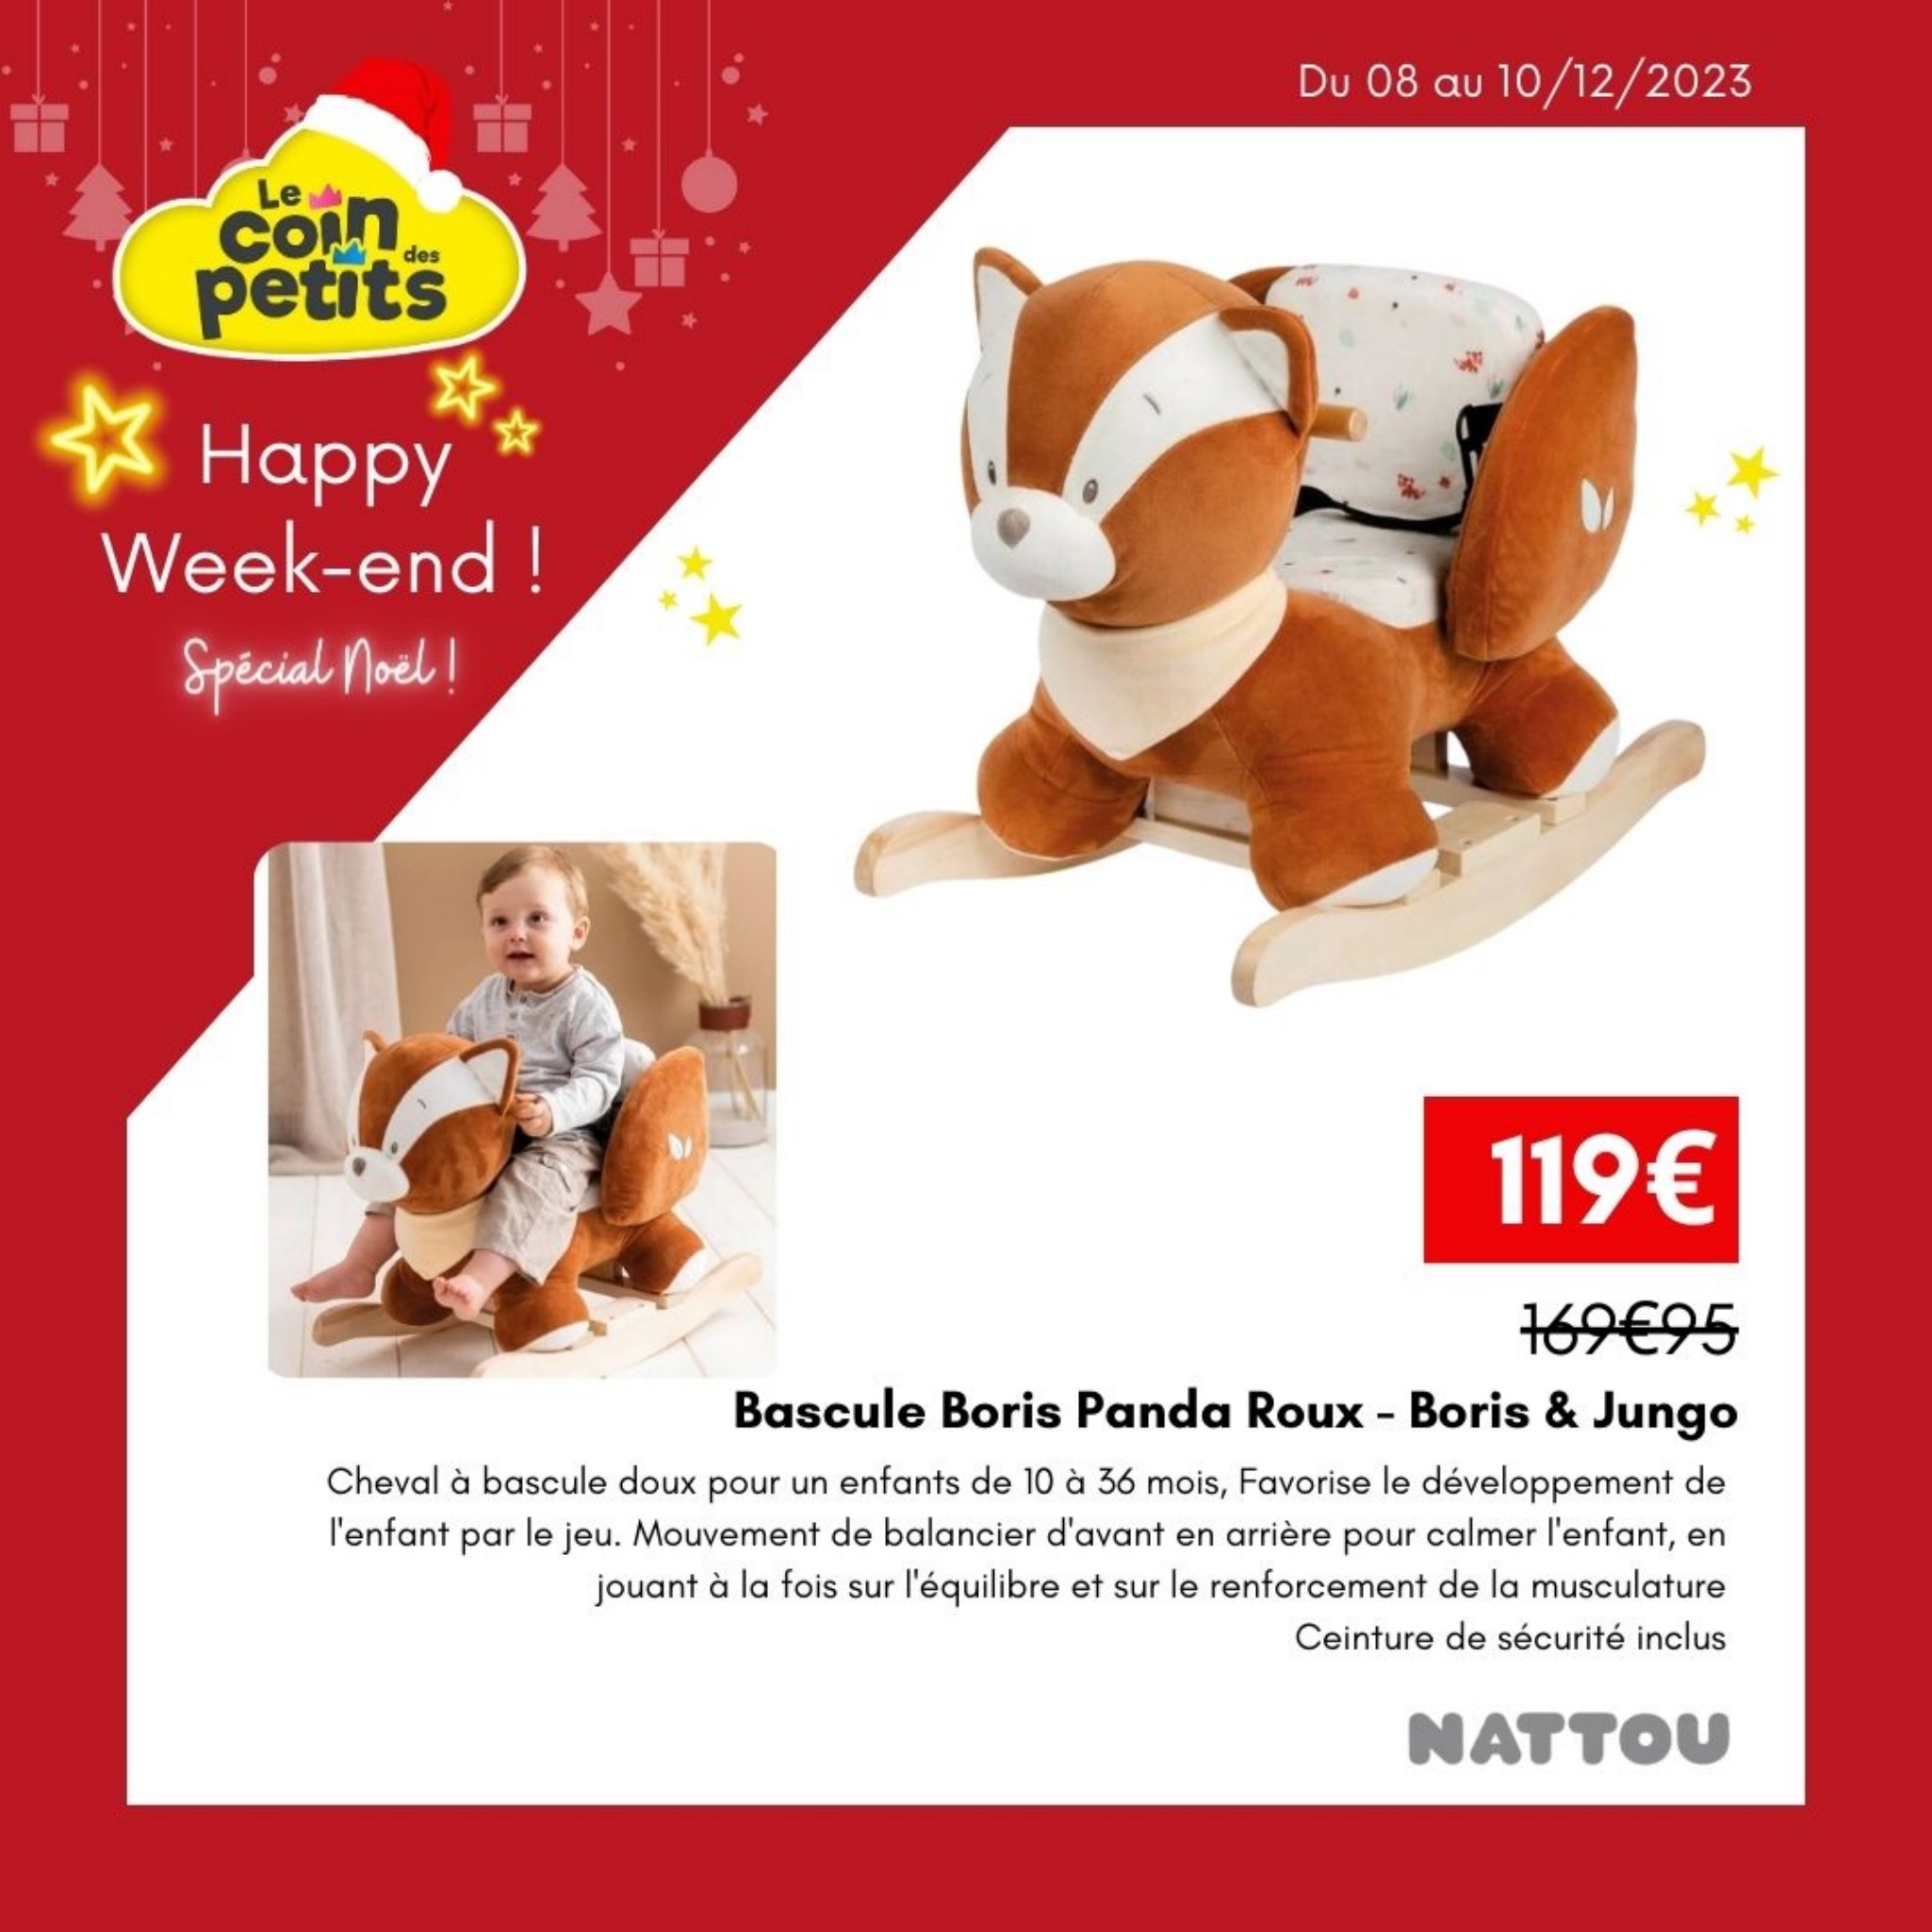 Du 08 au 10/12/2023
Le
coin
des
petits
Happy
Week-end !
Spécial Noël !
119€
169€95
Bascule Boris Panda Roux - Boris & Jungo
Cheval à bascule doux pour un enfants de 10 à 36 mois, Favorise le développement de
l'enfant par le jeu. Mouvement de balancier d'avant en arrière pour calmer l'enfant, en
jouant à la fois sur l'équilibre et sur le renforcement de la musculature
Ceinture de sécurité inclus
NATTOU